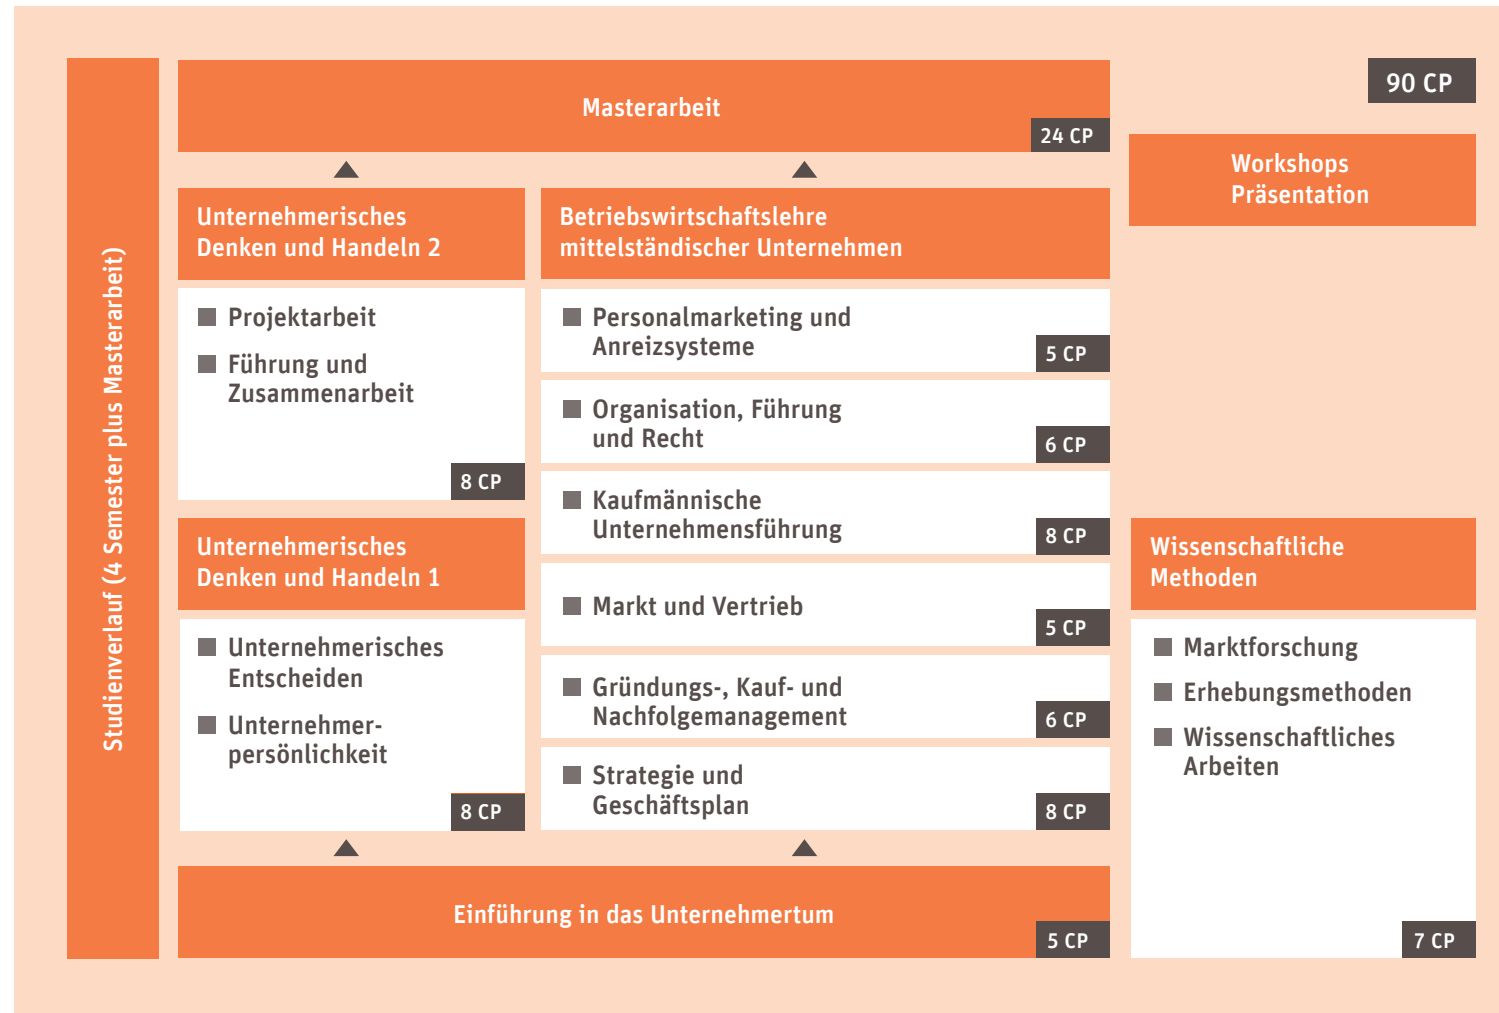 Studienverlauf (4 Semester plus Masterarbeit)
Masterarbeit
24 CP
90 CP
Workshops
Präsentation
Unternehmerisches
Denken und Handeln 2
Projektarbeit
Führung und
Zusammenarbeit
8 CP
Unternehmerisches
Denken und Handeln 1
Unternehmerisches
Entscheiden
Unternehmer-
persönlichkeit
8 CP
Betriebswirtschaftslehre
mittelständischer Unternehmen
Personalmarketing und
Anreizsysteme
5 CP
Organisation, Führung
und Recht
6 CP
Kaufmännische
Unternehmensführung
8 CP
Markt und Vertrieb
5 CP
Gründungs-, Kauf- und
Nachfolgemanagement
6 CP
Strategie und
Geschäftsplan
8 CP
Wissenschaftliche
Methoden
Marktforschung
Erhebungsmethoden
Wissenschaftliches
Arbeiten
7 CP
Einführung in das Unternehmertum
5 CP